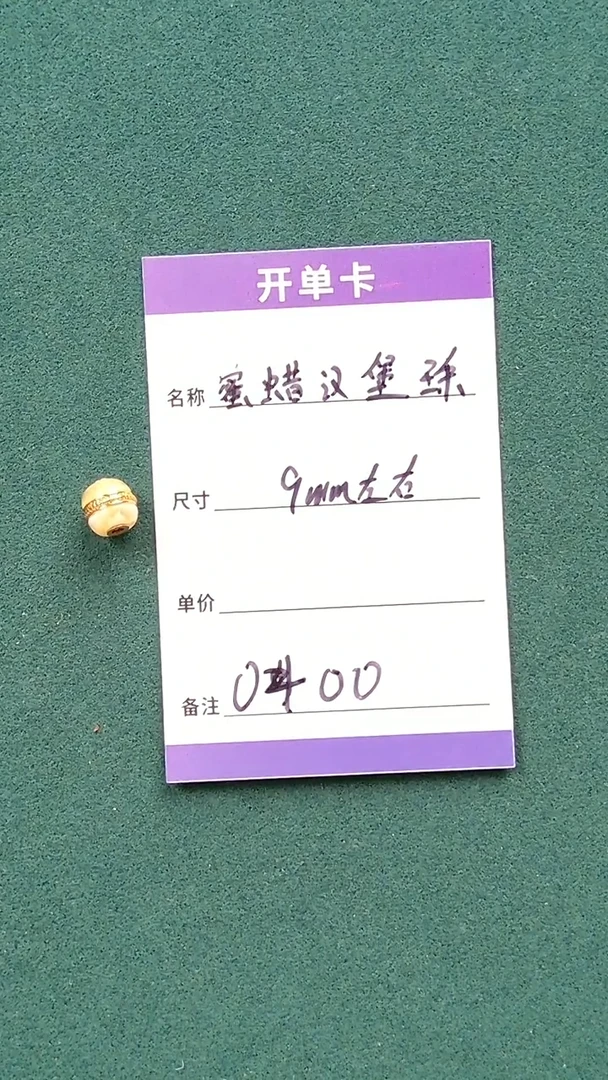 开单卡
名称 蜜蜡汉堡珠
尺寸 9mm左右
单价
备注 0400